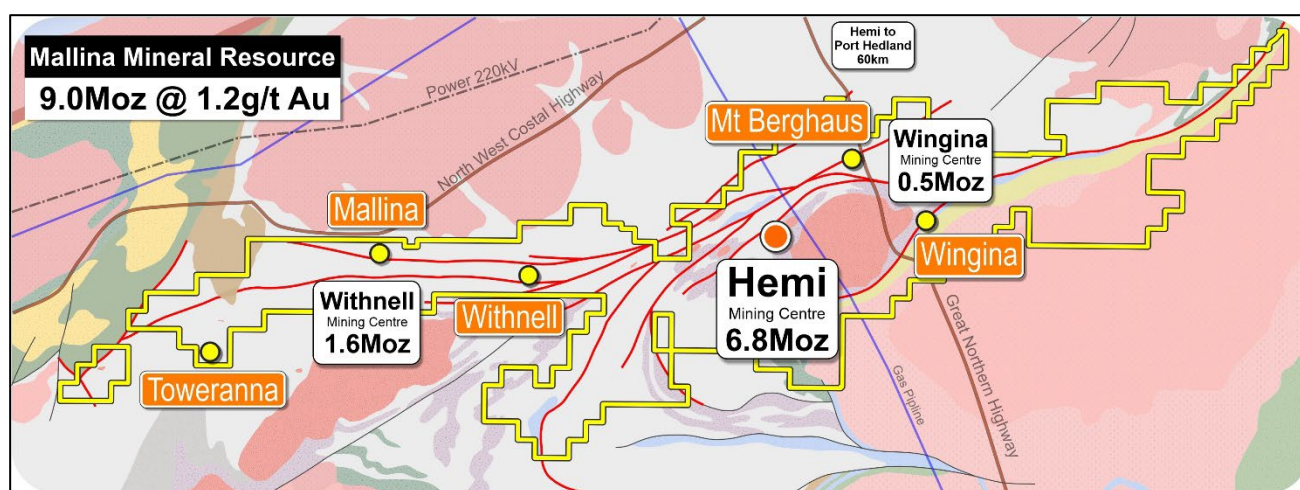 Mallina Mineral Resource
9.0Moz @ 1.2g/t Au
Power 220kV
North West Costal Highway
Hemi to
Port Hedland
60km
Mt Berghaus
Wingina
Mining Centre
0.5Moz
Mallina
Wingina
Withnell
Mining Centre
1.6Moz
Withnell
Hemi
Mining Centre
6.8Moz
Toweranna
Gas Pipline
Great Northern Highway